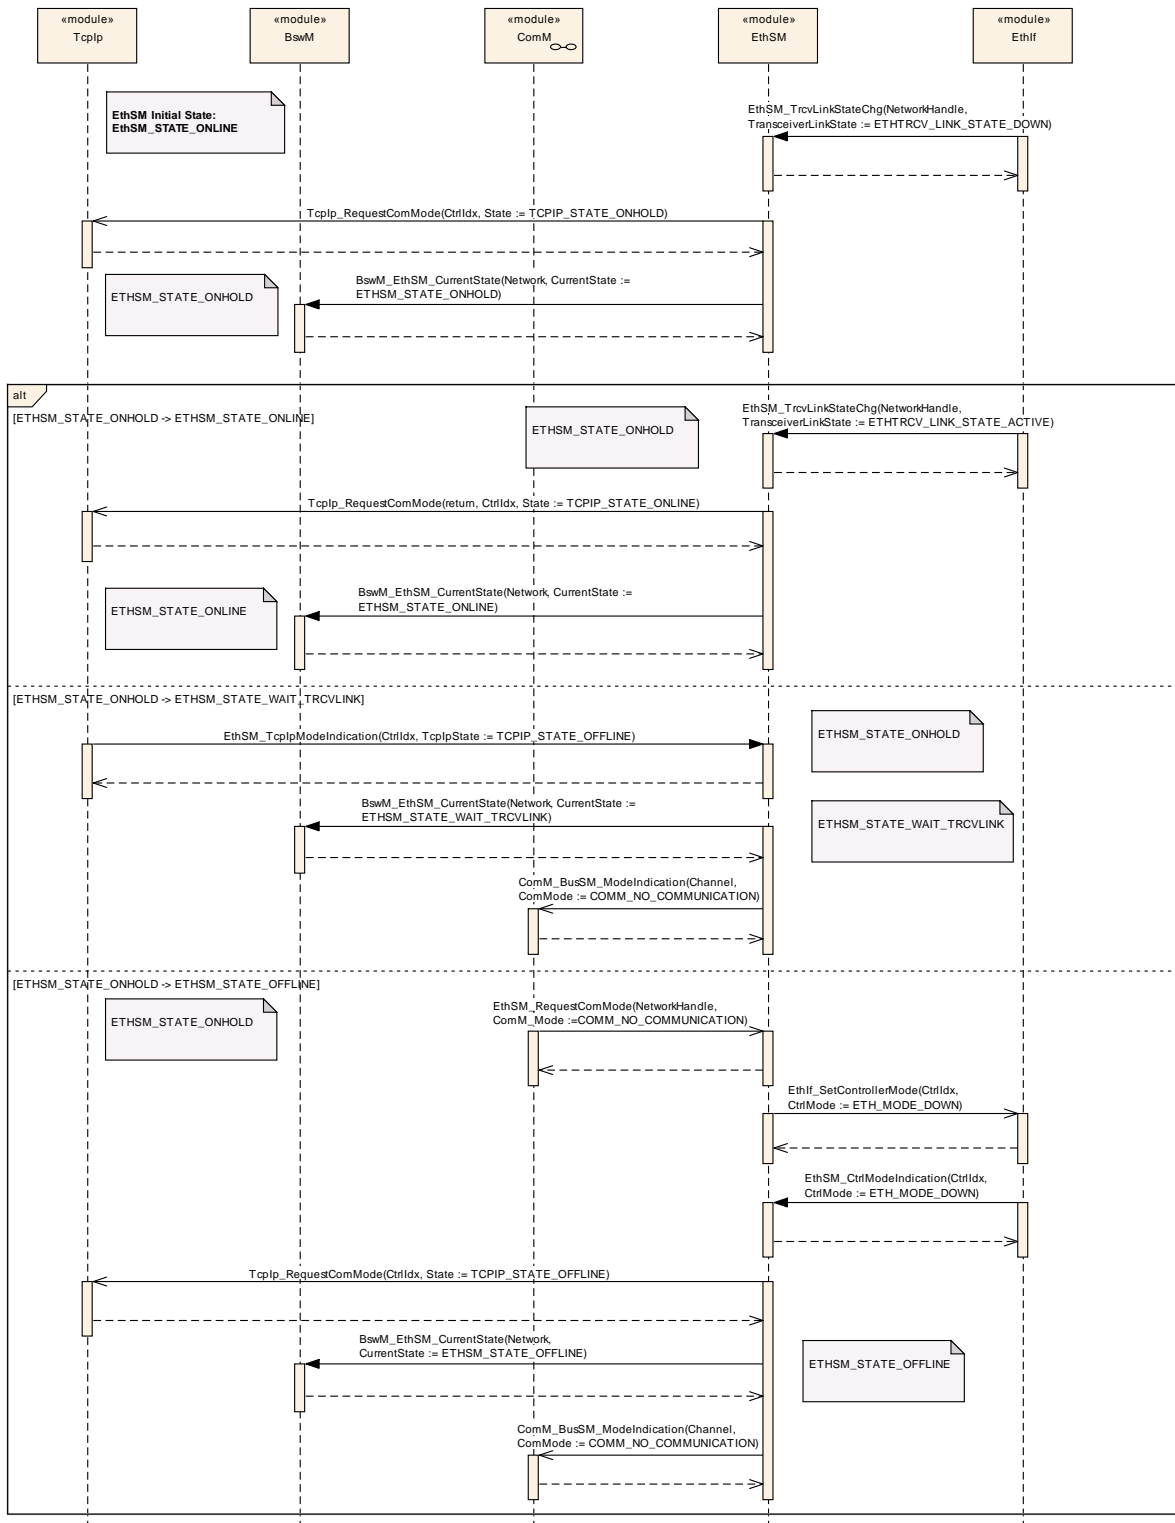 «module»
TcpIp
«module»
BswM
«module»
ComM
«module»
EthSM
«module»
EthIf
EthSM Initial State:
EthSM_STATE_ONLINE
EthSM_TrcvLinkStateChg(NetworkHandle,
TransceiverLinkState := ETHTRCV_LINK_STATE_DOWN)
TcpIp_RequestComMode(CtrlIdx, State := TCPIP_STATE_ONHOLD)
ETHSM_STATE_ONHOLD
BswM_EthSM_CurrentState(Network, CurrentState :=
ETHSM_STATE_ONHOLD)
alt
[ETHSM_STATE_ONHOLD -> ETHSM_STATE_ONLINE]
ETHSM_STATE_ONHOLD
EthSM_TrcvLinkStateChg(NetworkHandle,
TransceiverLinkState := ETHTRCV_LINK_STATE_ACTIVE)
TcpIp_RequestComMode(return, CtrlIdx, State := TCPIP_STATE_ONLINE)
ETHSM_STATE_ONLINE
BswM_EthSM_CurrentState(Network, CurrentState :=
ETHSM_STATE_ONLINE)
[ETHSM_STATE_ONHOLD -> ETHSM_STATE_WAIT_TRCVLINK]
EthSM_TcpIpModeIndication(CtrlIdx, TcpIpState := TCPIP_STATE_OFFLINE)
ETHSM_STATE_ONHOLD
BswM_EthSM_CurrentState(Network, CurrentState :=
ETHSM_STATE_WAIT_TRCVLINK)
ETHSM_STATE_WAIT_TRCVLINK
ComM_BusSM_ModeIndication(Channel,
ComMode := COMM_NO_COMMUNICATION)
[ETHSM_STATE_ONHOLD -> ETHSM_STATE_OFFLINE]
ETHSM_STATE_ONHOLD
EthSM_RequestComMode(NetworkHandle,
ComM_Mode :=COMM_NO_COMMUNICATION)
EthIf_SetControllerMode(CtrlIdx,
CtrlMode := ETH_MODE_DOWN)
EthSM_CtrlModeIndication(CtrlIdx,
CtrlMode := ETH_MODE_DOWN)
TcpIp_RequestComMode(CtrlIdx, State := TCPIP_STATE_OFFLINE)
BswM_EthSM_CurrentState(Network,
CurrentState := ETHSM_STATE_OFFLINE)
ETHSM_STATE_OFFLINE
ComM_BusSM_ModeIndication(Channel,
ComMode := COMM_NO_COMMUNICATION)